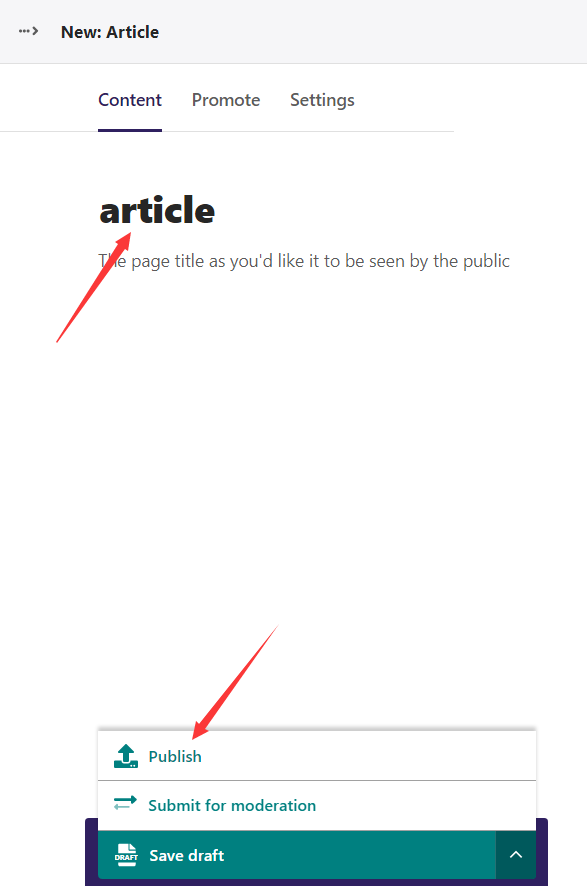 New: Article
Content Promote Settings
article
The page title as you'd like it to be seen by the public
Publish
Submit for moderation
DRAFT Save draft